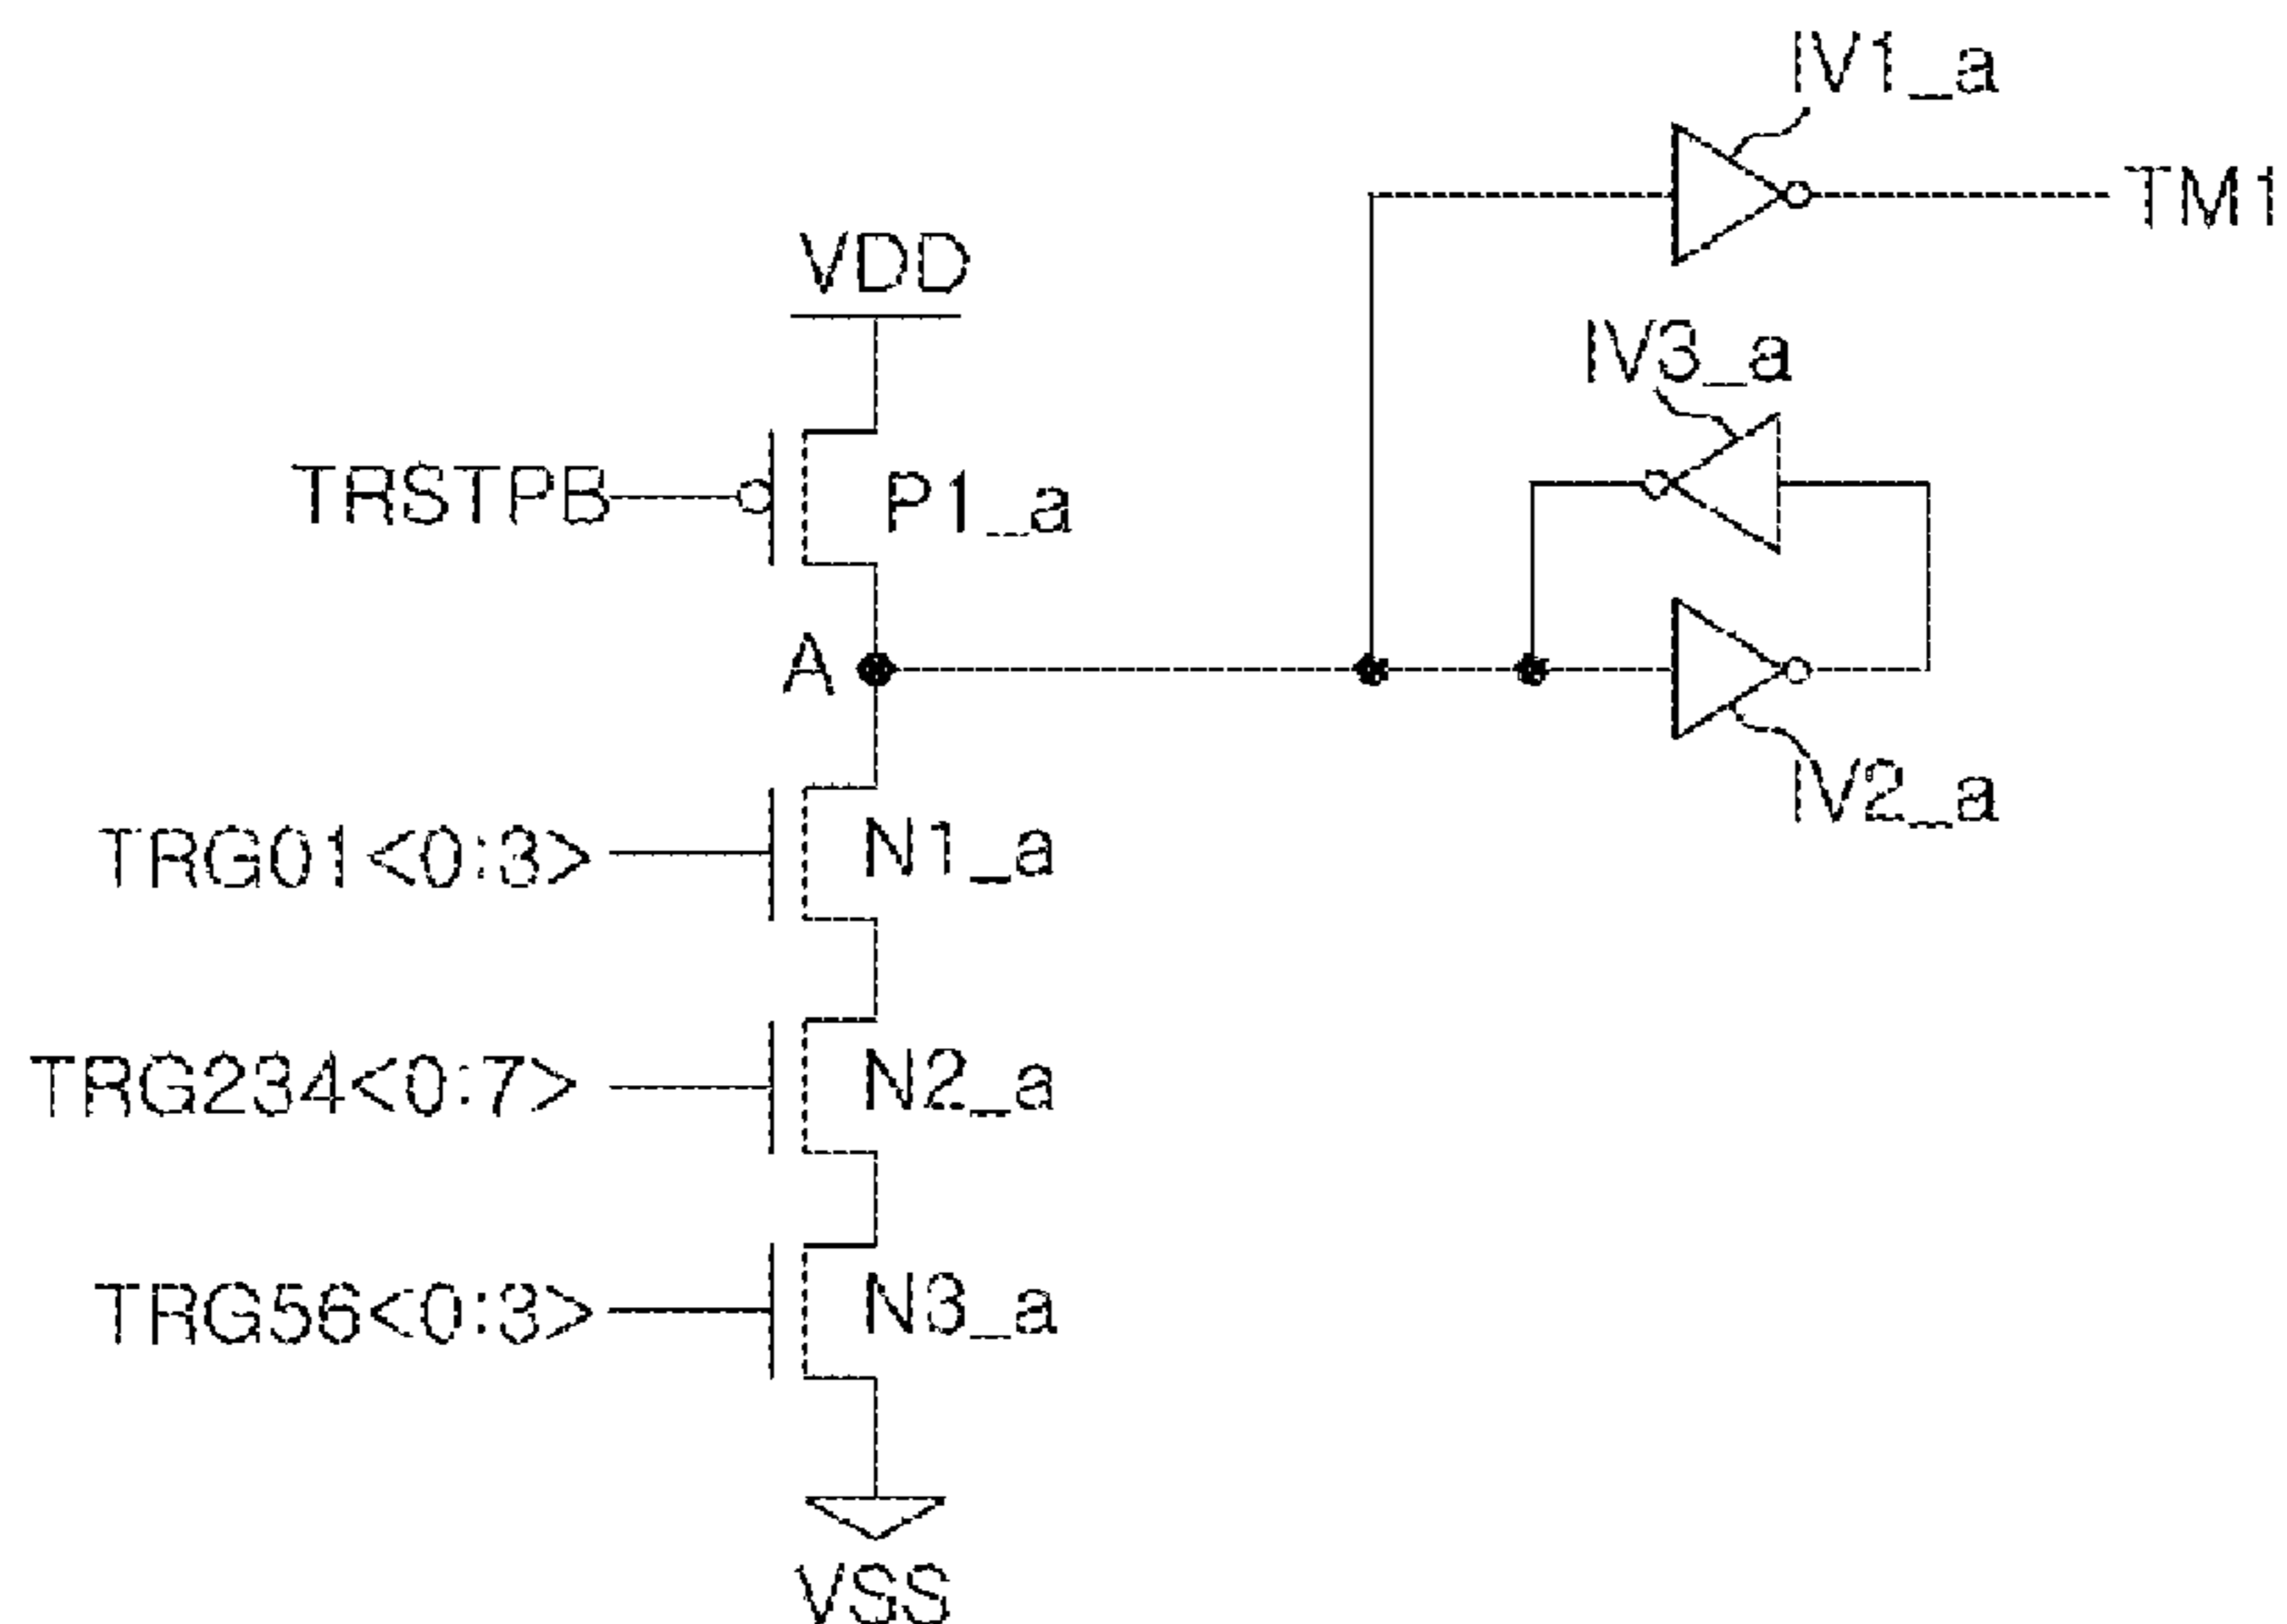 IV1_a
TM1
VDD
IV3_a
TRSTPB
P1_a
A
IV2_a
TRG01<0:3>
N1_a
TRG234<0:7>
N2_a
TRG56<0:3>
N3_a
VSS